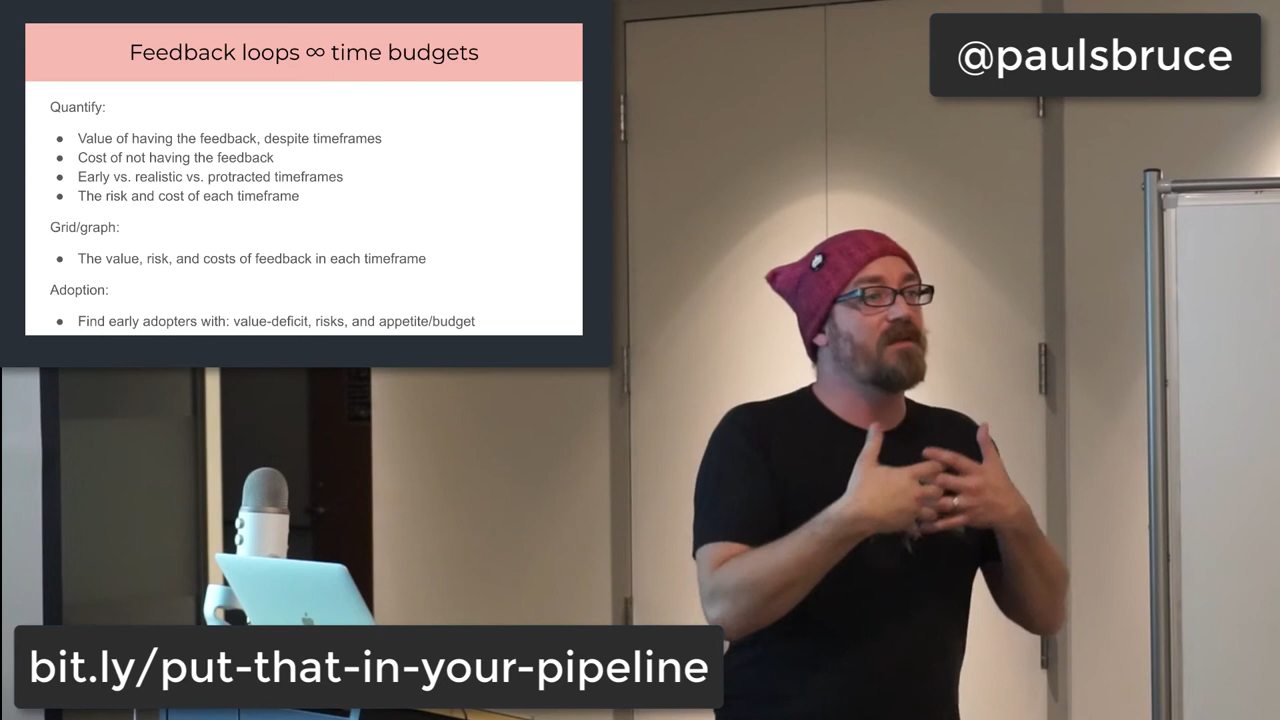 Feedback loops ∞ time budgets
Quantify:
● Value of having the feedback, despite timeframes
● Cost of not having the feedback
● Early vs. realistic vs. protracted timeframes
● The risk and cost of each timeframe
Grid/graph:
● The value, risk, and costs of feedback in each timeframe
Adoption:
● Find early adopters with: value-deficit, risks, and appetite/budget
@paulsbruce
bit.ly/put-that-in-your-pipeline